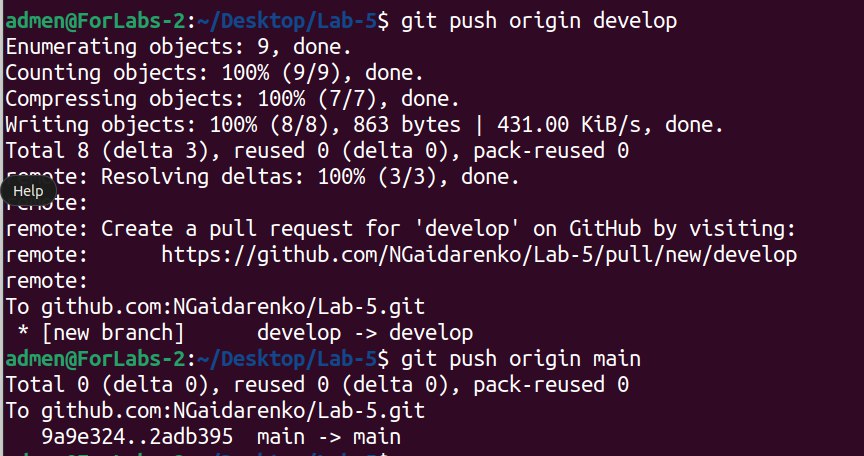 admen@ForLabs-2:~/Desktop/Lab-5$ git push origin develop
Enumerating objects: 9, done.
Counting objects: 100% (9/9), done.
Compressing objects: 100% (7/7), done.
Writing objects: 100% (8/8), 863 bytes | 431.00 KiB/s, done.
Total 8 (delta 3), reused 0 (delta 0), pack-reused 0
remote: Resolving deltas: 100% (3/3), done.
Help
remote:
remote: Create a pull request for 'develop' on GitHub by visiting:
remote:      https://github.com/NGaidarenko/Lab-5/pull/new/develop
remote:
To github.com:NGaidarenko/Lab-5.git
 * [new branch]      develop -> develop
admen@ForLabs-2:~/Desktop/Lab-5$ git push origin main
Total 0 (delta 0), reused 0 (delta 0), pack-reused 0
To github.com:NGaidarenko/Lab-5.git
   9a9e324..2adb395  main -> main